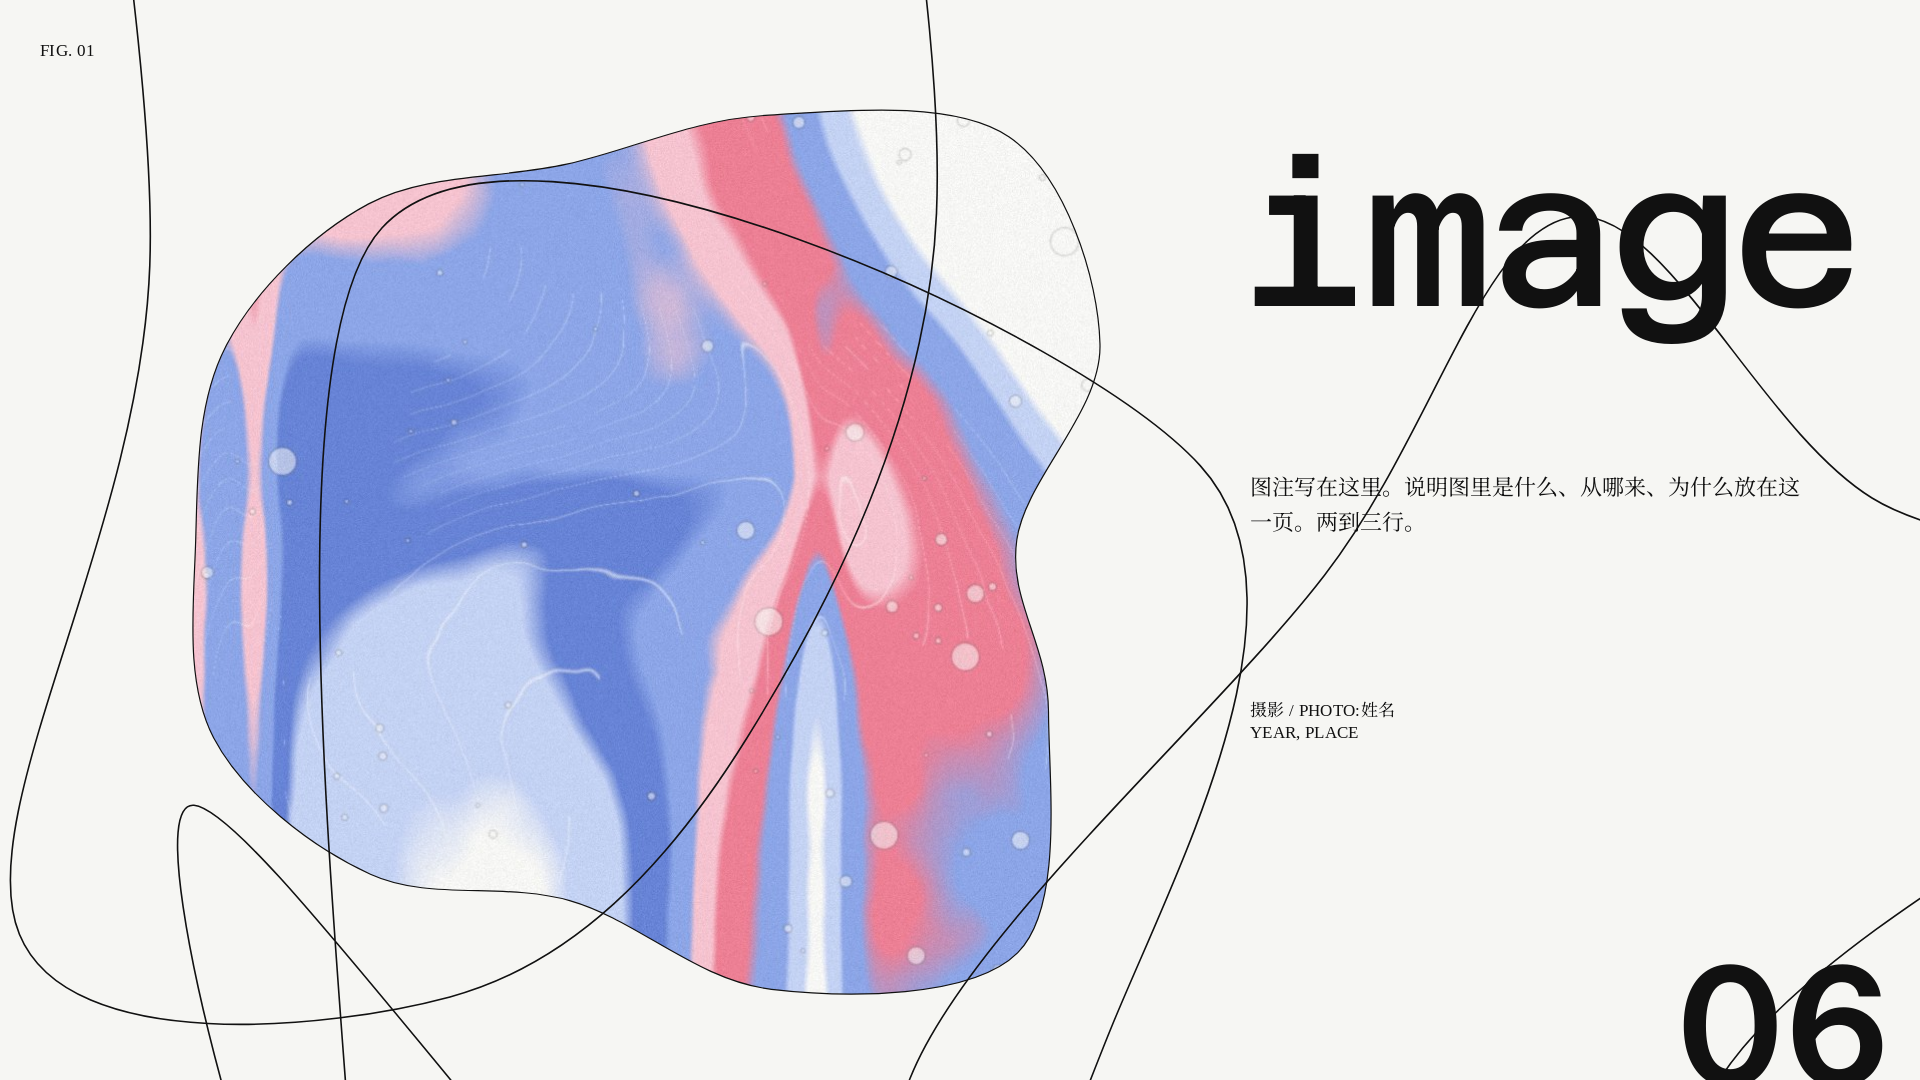 FIG. 01
image
图注写在这里。说明图里是什么、从哪来、为什么放在这
一页。两到三行。
摄影 / PHOTO:姓名
YEAR, PLACE
06